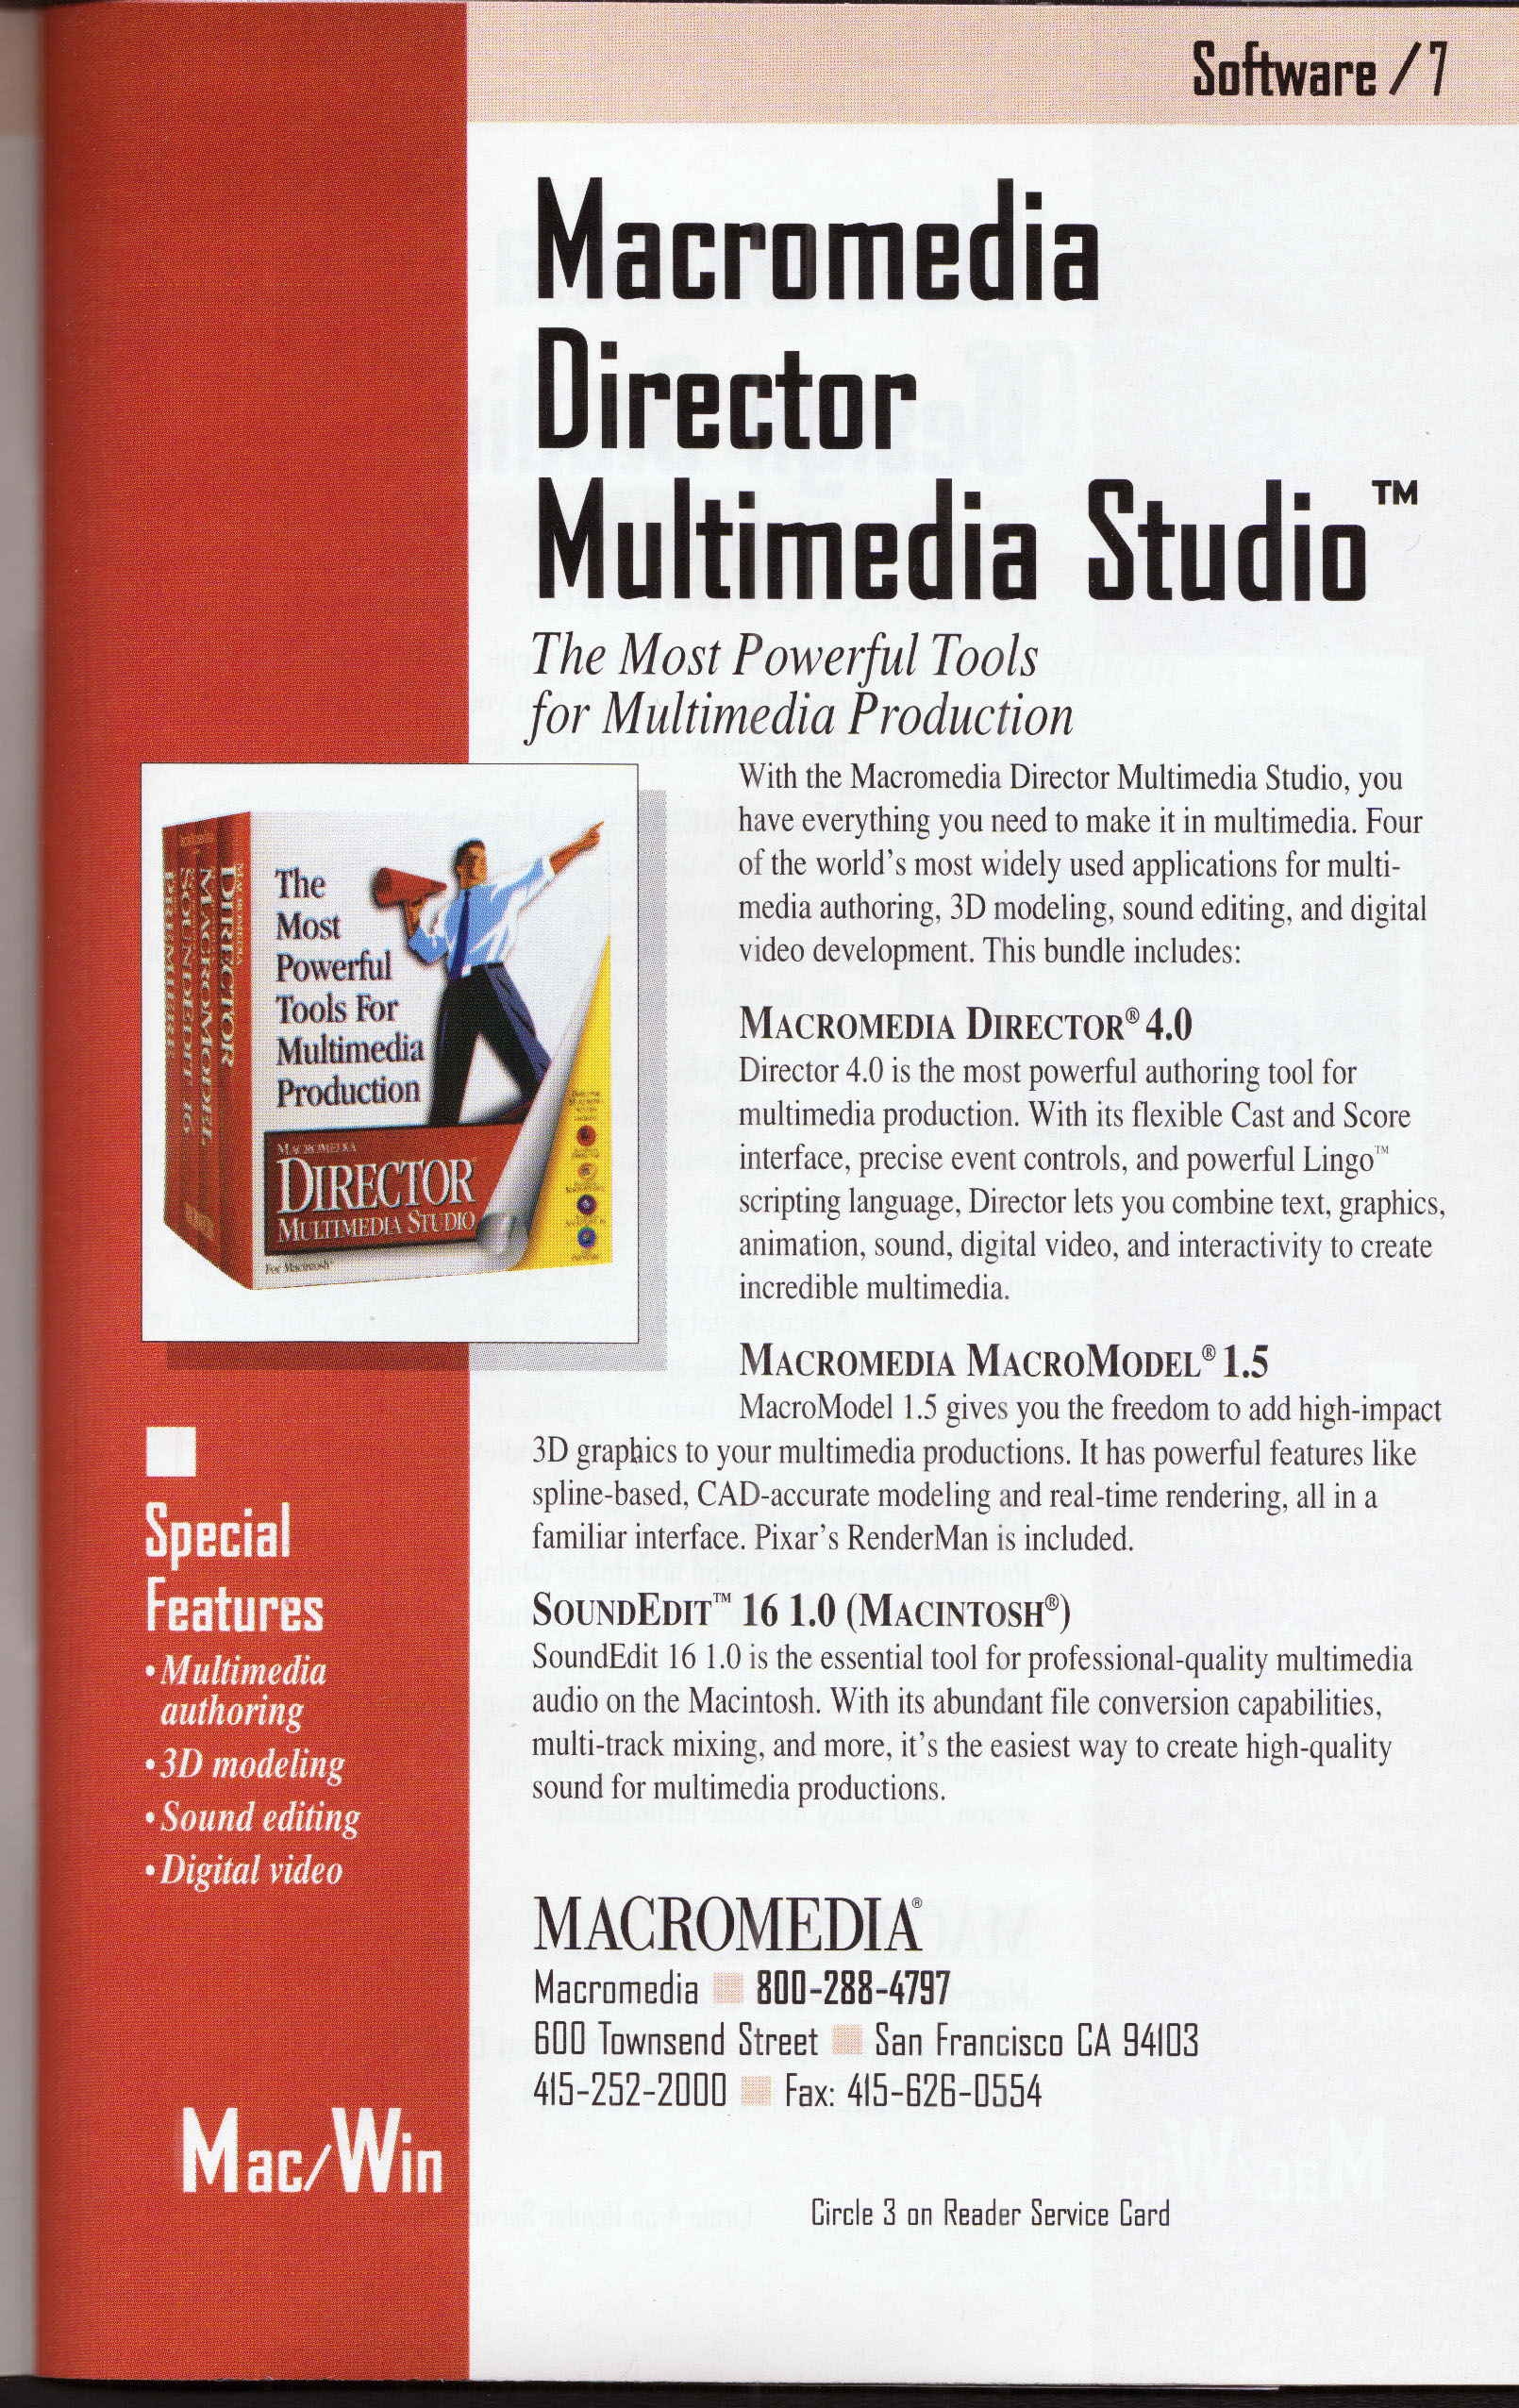 Software / 7
Macromedia
Director
Multimedia Studio™
The Most Powerful Tools
for Multimedia Production
With the Macromedia Director Multimedia Studio, you
have everything you need to make it in multimedia. Four
of the world's most widely used applications for multi-
media authoring, 3D modeling, sound editing, and digital
video development. This bundle includes:
MACROMEDIA DIRECTOR® 4.0
Director 4.0 is the most powerful authoring tool for
multimedia production. With its flexible Cast and Score
interface, precise event controls, and powerful Lingo™
scripting language, Director lets you combine text, graphics,
animation, sound, digital video, and interactivity to create
incredible multimedia.
MACROMEDIA MACROMODEL® 1.5
MacroModel 1.5 gives you the freedom to add high-impact
3D graphics to your multimedia productions. It has powerful features like
spline-based, CAD-accurate modeling and real-time rendering, all in a
familiar interface. Pixar's RenderMan is included.
SOUNDEDIT™ 16 1.0 (MACINTOSH®)
SoundEdit 16 1.0 is the essential tool for professional-quality multimedia
audio on the Macintosh. With its abundant file conversion capabilities,
multi-track mixing, and more, it's the easiest way to create high-quality
sound for multimedia productions.
MACROMEDIA®
Macromedia 800-288-4797
600 Townsend Street San Francisco CA 94103
415-252-2000 Fax: 415-626-0554
Circle 3 on Reader Service Card
MACROMEDIA
DIRECTOR
MACROMODEL
SOUNDEDIT 16
PREMIERE
The
Most
Powerful
Tools For
Multimedia
Production
MACROMEDIA
DIRECTOR®
MULTIMEDIA STUDIO
For Macintosh®
Special
Features
• Multimedia
authoring
• 3D modeling
• Sound editing
• Digital video
Mac/Win